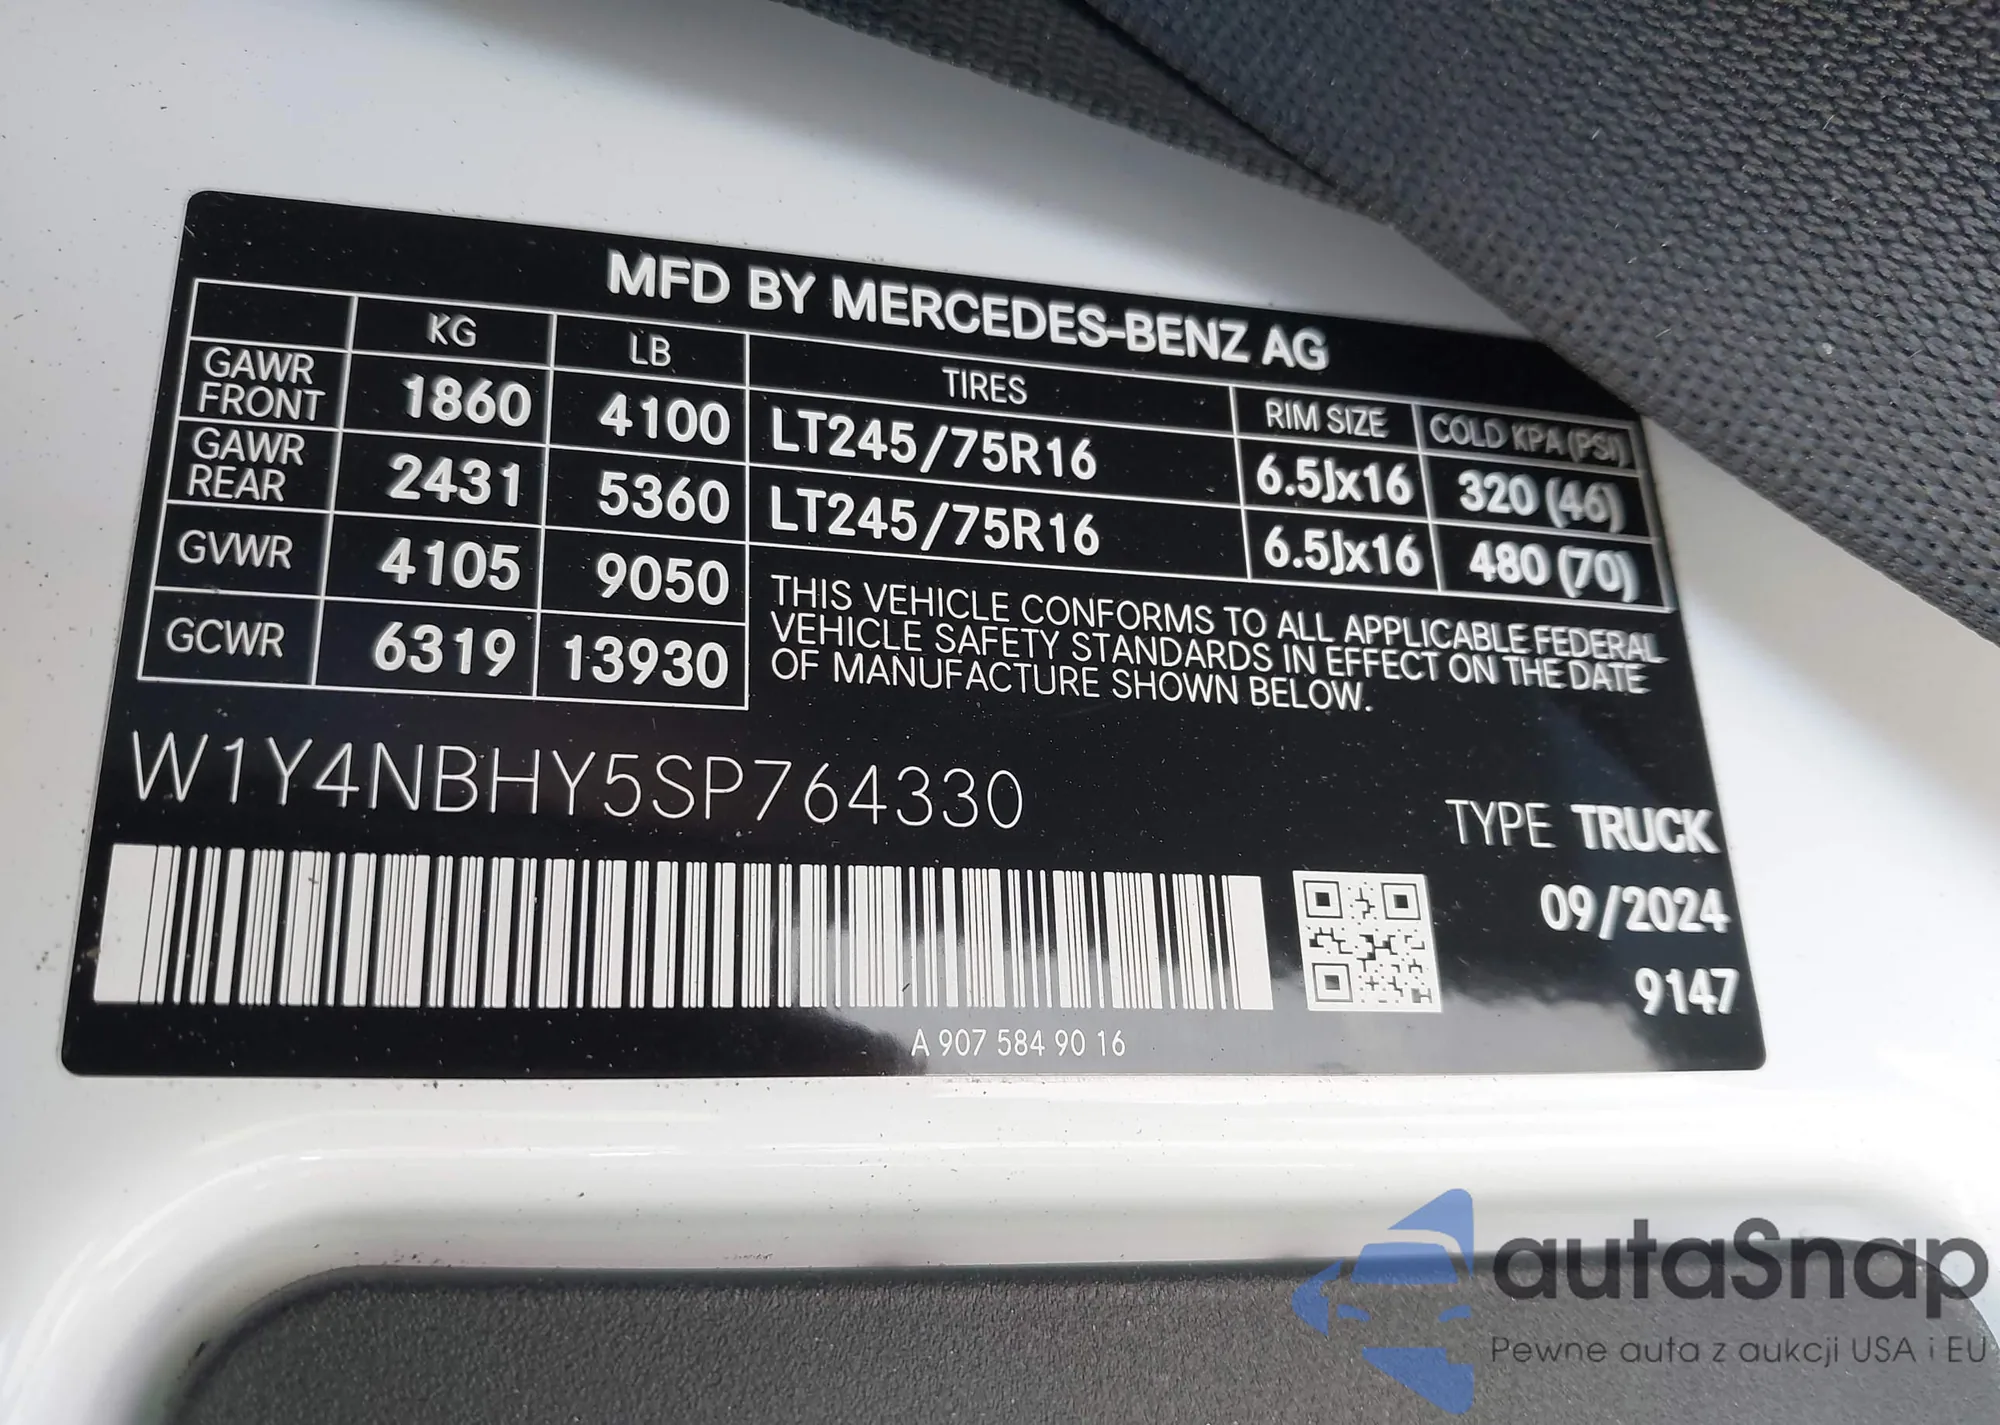 MFD BY MERCEDES-BENZ AG
KG LB TIRES RIM SIZE COLD KPA (PSI)
GAWR FRONT 1860 4100 LT245/75R16 6.5Jx16 320 (46)
GAWR REAR 2431 5360 LT245/75R16 6.5Jx16 480 (70)
GVWR 4105 9050
GCWR 6319 13930
THIS VEHICLE CONFORMS TO ALL APPLICABLE FEDERAL
VEHICLE SAFETY STANDARDS IN EFFECT ON THE DATE
OF MANUFACTURE SHOWN BELOW.
W1Y4NBHY5SP764330
TYPE TRUCK
09/2024
9147
A 907 584 90 16
autaSnap
Pewne auta z aukcji USA i EU